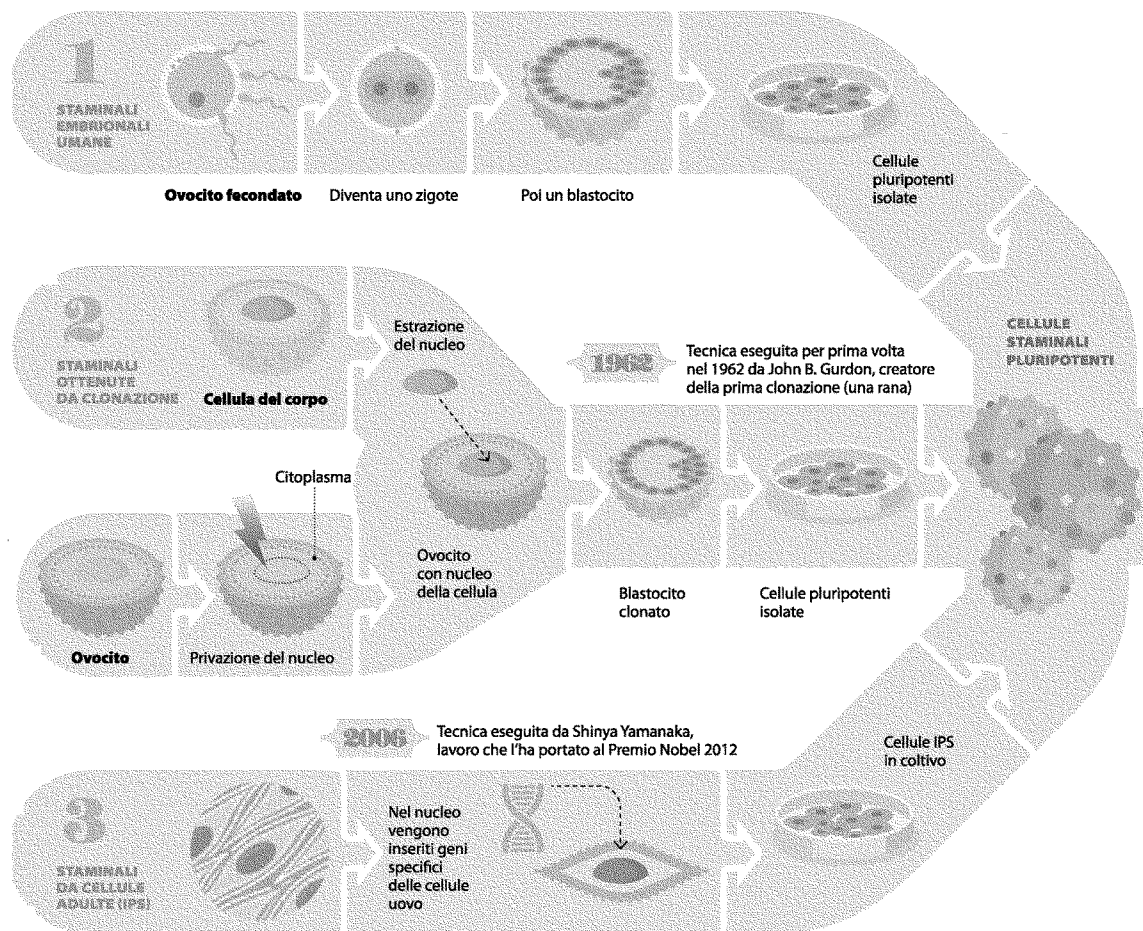 1
STAMINALI
EMBRIONALI
UMANE
Ovocito fecondato
Diventa uno zigote
Poi un blastocito
Cellule
pluripotenti
isolate
2
STAMINALI
OTTENUTE
DA CLONAZIONE
Cellula del corpo
Estrazione
del nucleo
1962
Tecnica eseguita per prima volta
nel 1962 da John B. Gurdon, creatore
della prima clonazione (una rana)
CELLULE
STAMINALI
PLURIPOTENTI
Citoplasma
Ovocito
Privazione del nucleo
Ovocito
con nucleo
della cellula
Blastocito
clonato
Cellule pluripotenti
isolate
2006
Tecnica eseguita da Shinya Yamanaka,
lavoro che l'ha portato al Premio Nobel 2012
Cellule IPS
in coltivo
3
STAMINALI
DA CELLULE
ADULTE (IPS)
Nel nucleo
vengono
inseriti geni
specifici
delle cellule
uovo